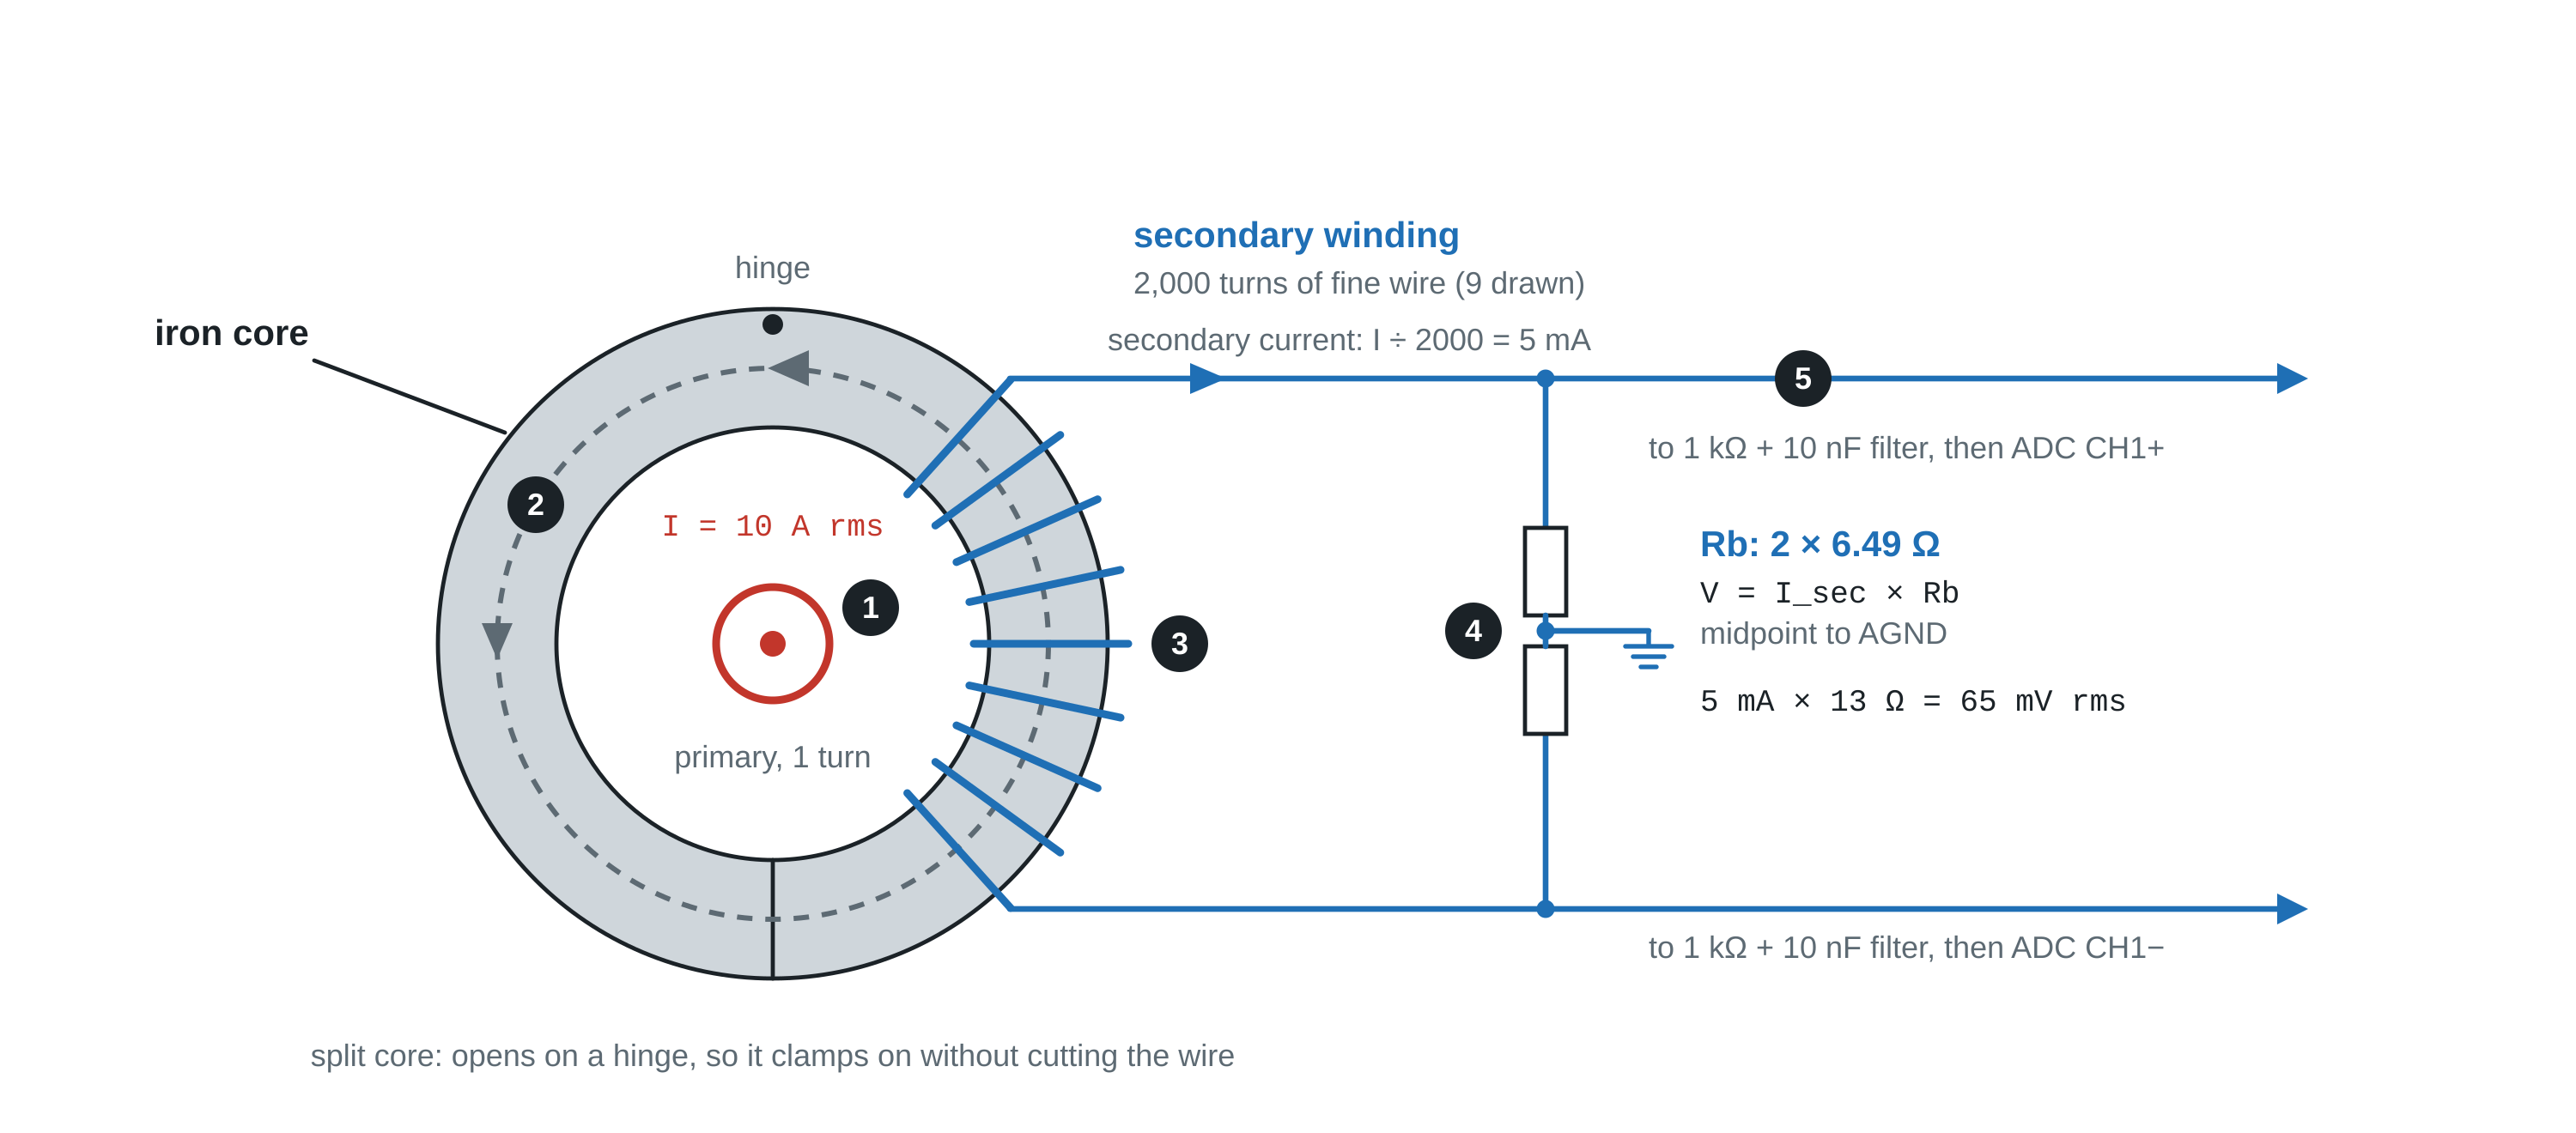 secondary winding
2,000 turns of fine wire (9 drawn)
hinge
iron core
secondary current: I ÷ 2000 = 5 mA
5
to 1 kΩ + 10 nF filter, then ADC CH1+
2
I = 10 A rms
Rb: 2 × 6.49 Ω
1
V = I_sec × Rb
4
midpoint to AGND
3
5 mA × 13 Ω = 65 mV rms
primary, 1 turn
to 1 kΩ + 10 nF filter, then ADC CH1−
split core: opens on a hinge, so it clamps on without cutting the wire